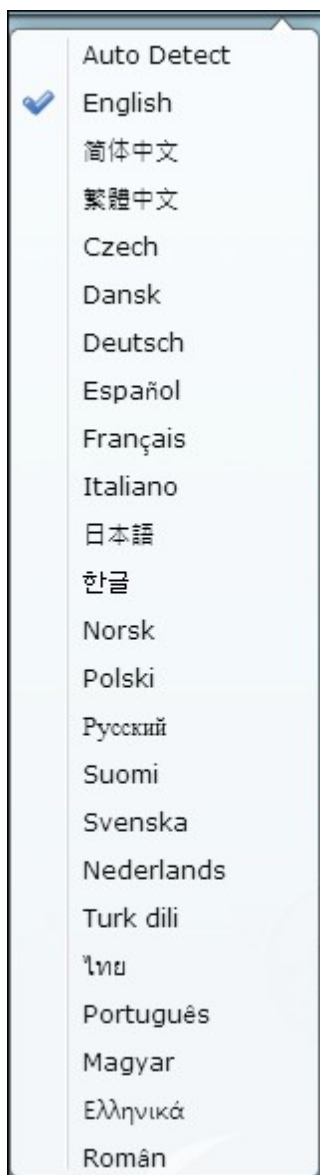 Auto Detect
English
简体中文
繁體中文
Czech
Dansk
Deutsch
Español
Français
Italiano
日本語
한글
Norsk
Polski
Русский
Suomi
Svenska
Nederlands
Turk dili
ไทย
Português
Magyar
Ελληνικά
Român